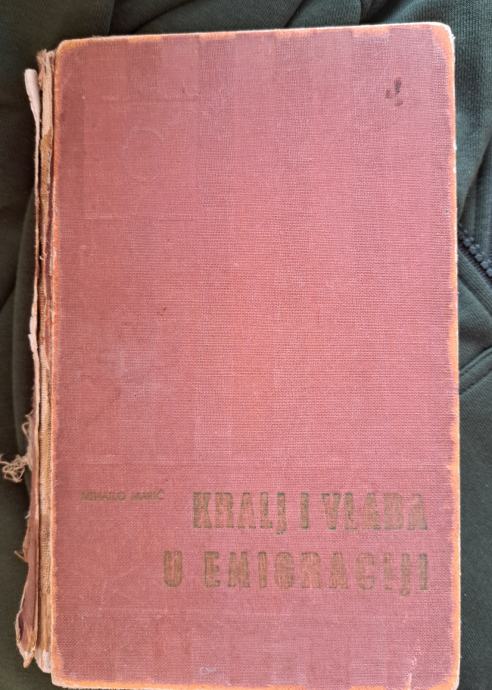 MIHAILO MARIĆ
KRALJ I VLADA
U EMIGRACIJI